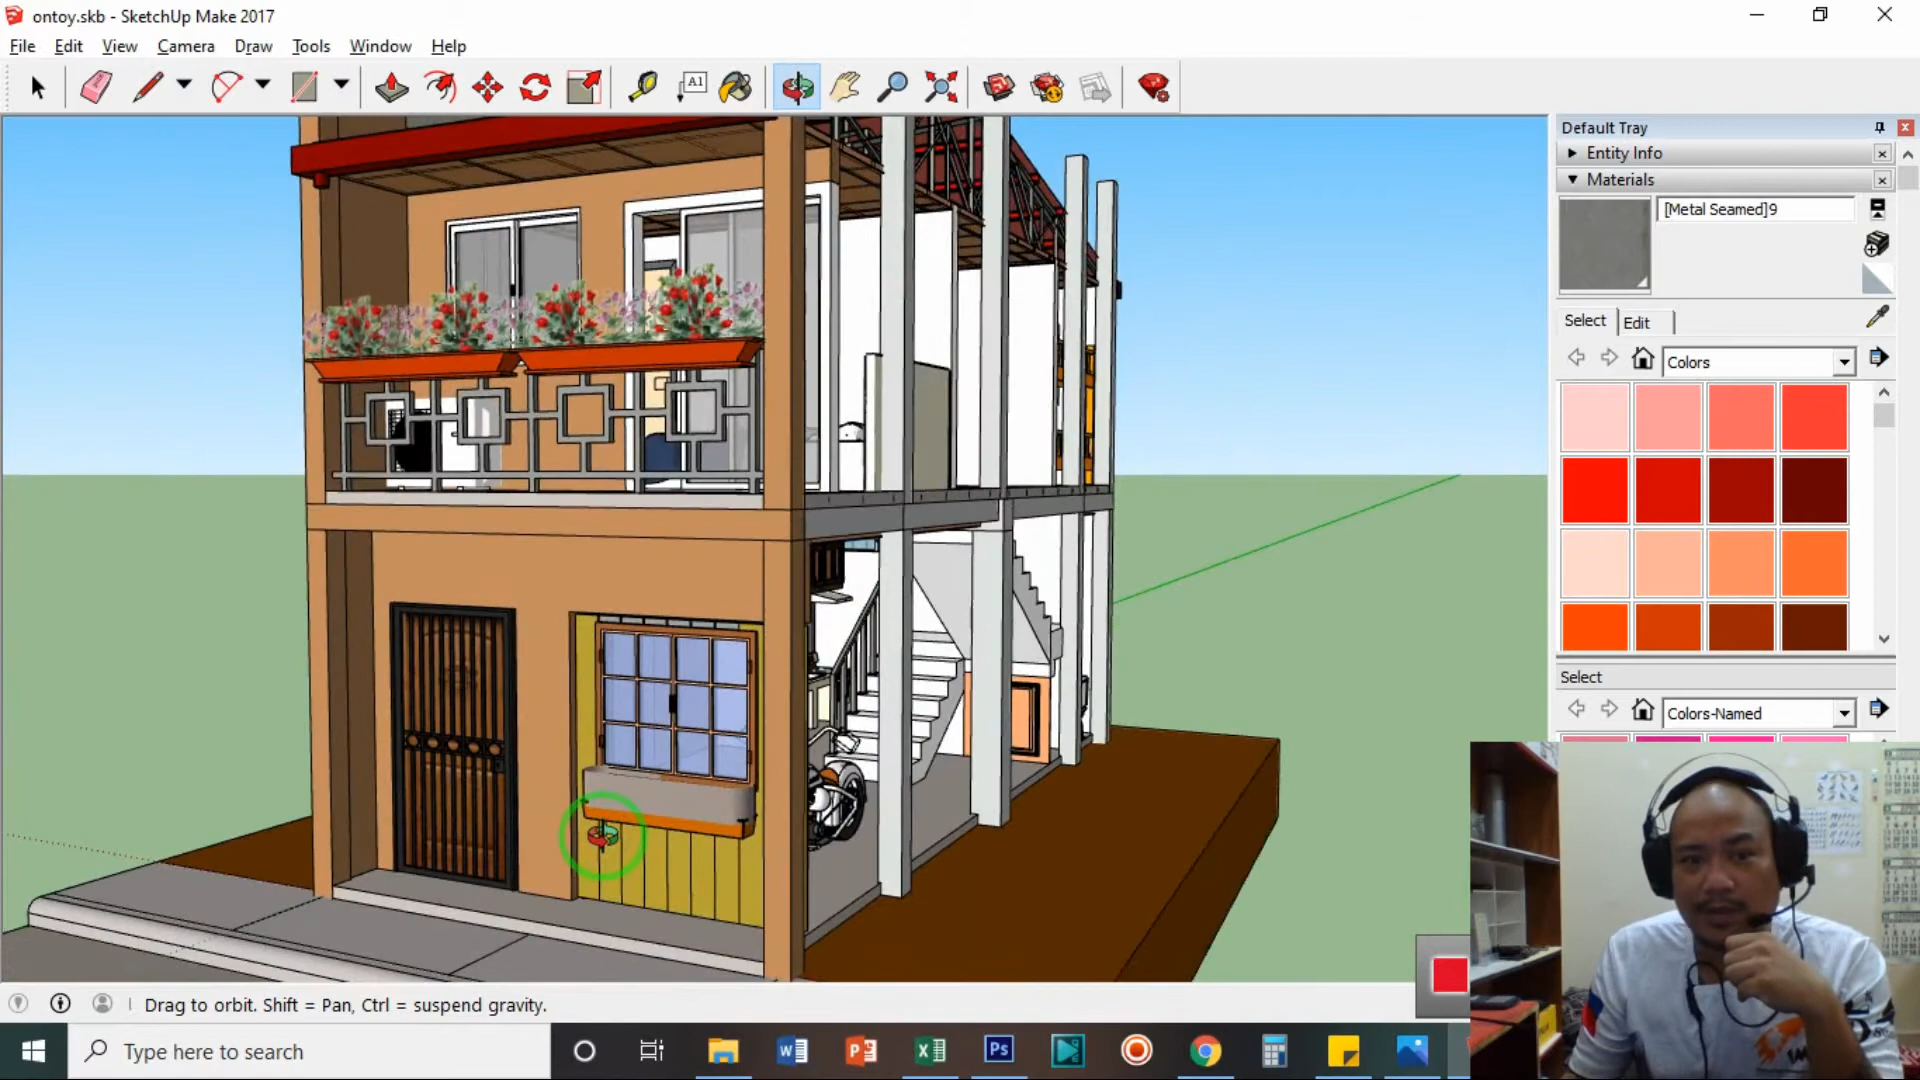 ontoy.skb - SketchUp Make 2017
File Edit View Camera Draw Tools Window Help
A1
Default Tray
Entity Info
Materials
[Metal Seamed]9
Select Edit
Colors
Select
Colors-Named
Drag to orbit. Shift = Pan, Ctrl = suspend gravity.
Type here to search
Ps